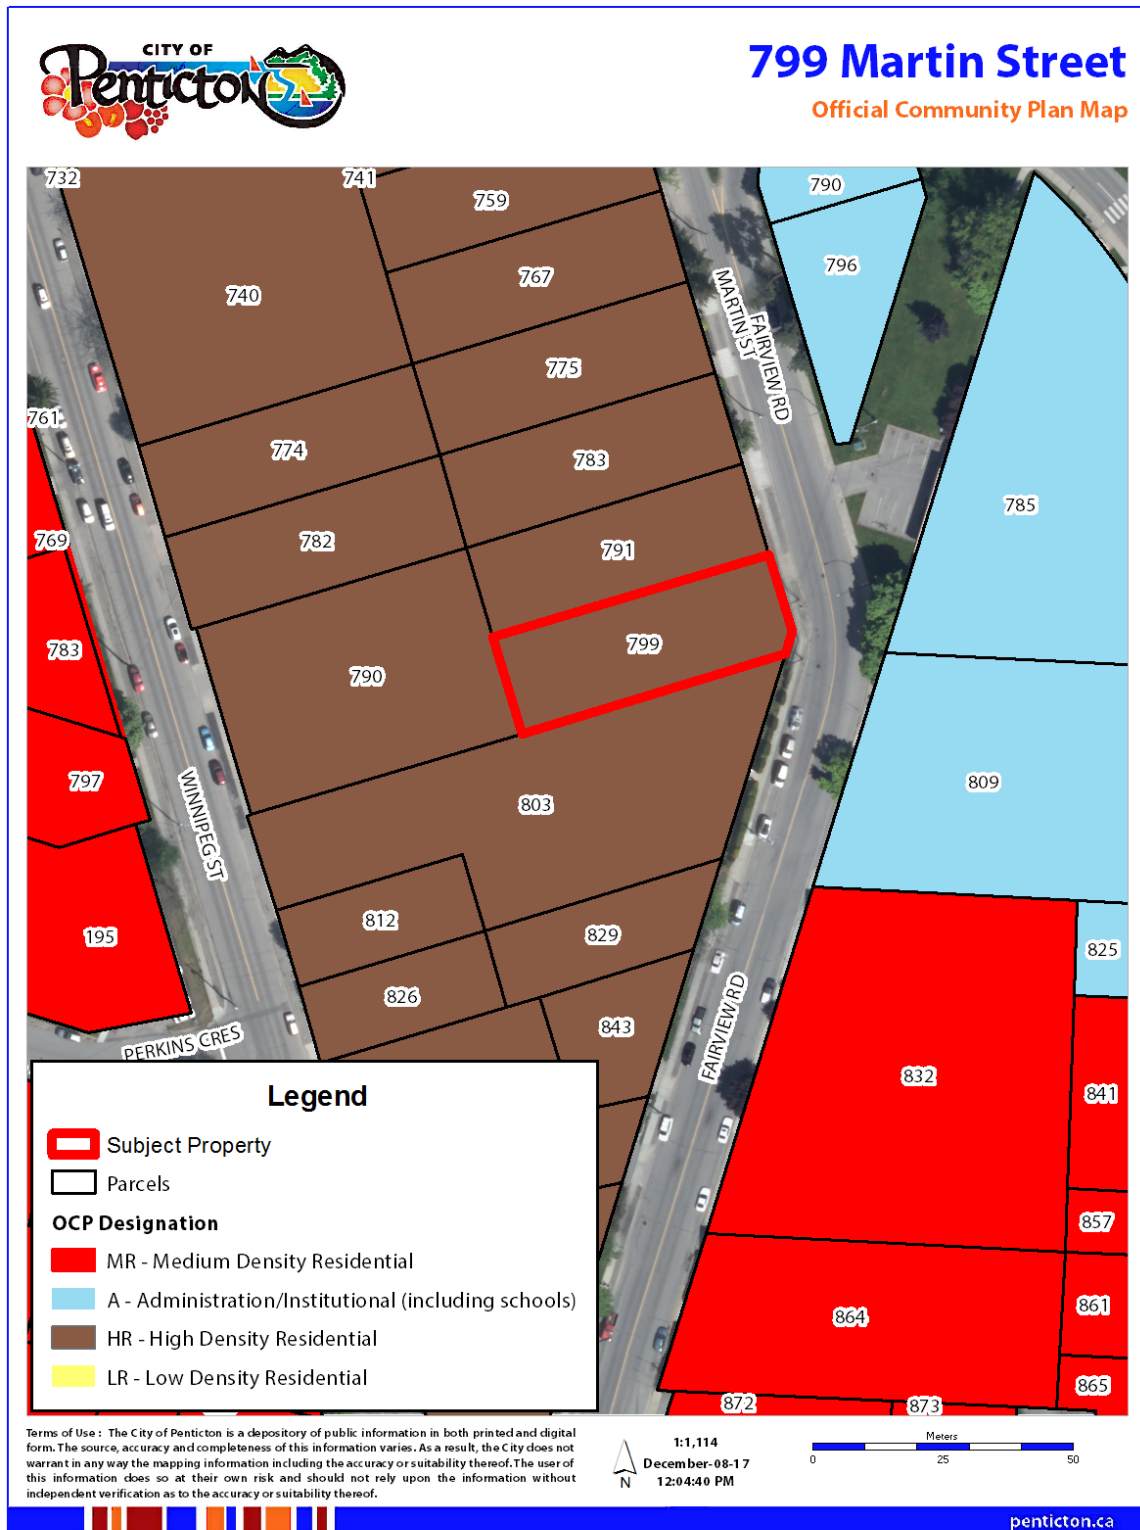 CITY OF
Penticton
799 Martin Street
Official Community Plan Map
732
741
759
790
740
767
796
MARTIN ST
FAIRVIEW RD
775
761
774
783
785
769
782
791
783
799
790
797
WINNIPEG ST
803
809
195
812
829
825
826
843
FAIRVIEW RD
PERKINS CRES
832
841
857
861
864
865
872
873
Legend
Subject Property
Parcels
OCP Designation
MR - Medium Density Residential
A - Administration/Institutional (including schools)
HR - High Density Residential
LR - Low Density Residential
Terms of Use : The City of Penticton is a depository of public information in both printed and digital
form. The source, accuracy and completeness of this information varies. As a result, the City does not
warrant in any way the mapping information including the accuracy or suitability thereof. The user of
this information does so at their own risk and should not rely upon the information without
independent verification as to the accuracy or suitability thereof.
N
1:1,114
December-08-17
12:04:40 PM
Meters
0 25 50
penticton.ca